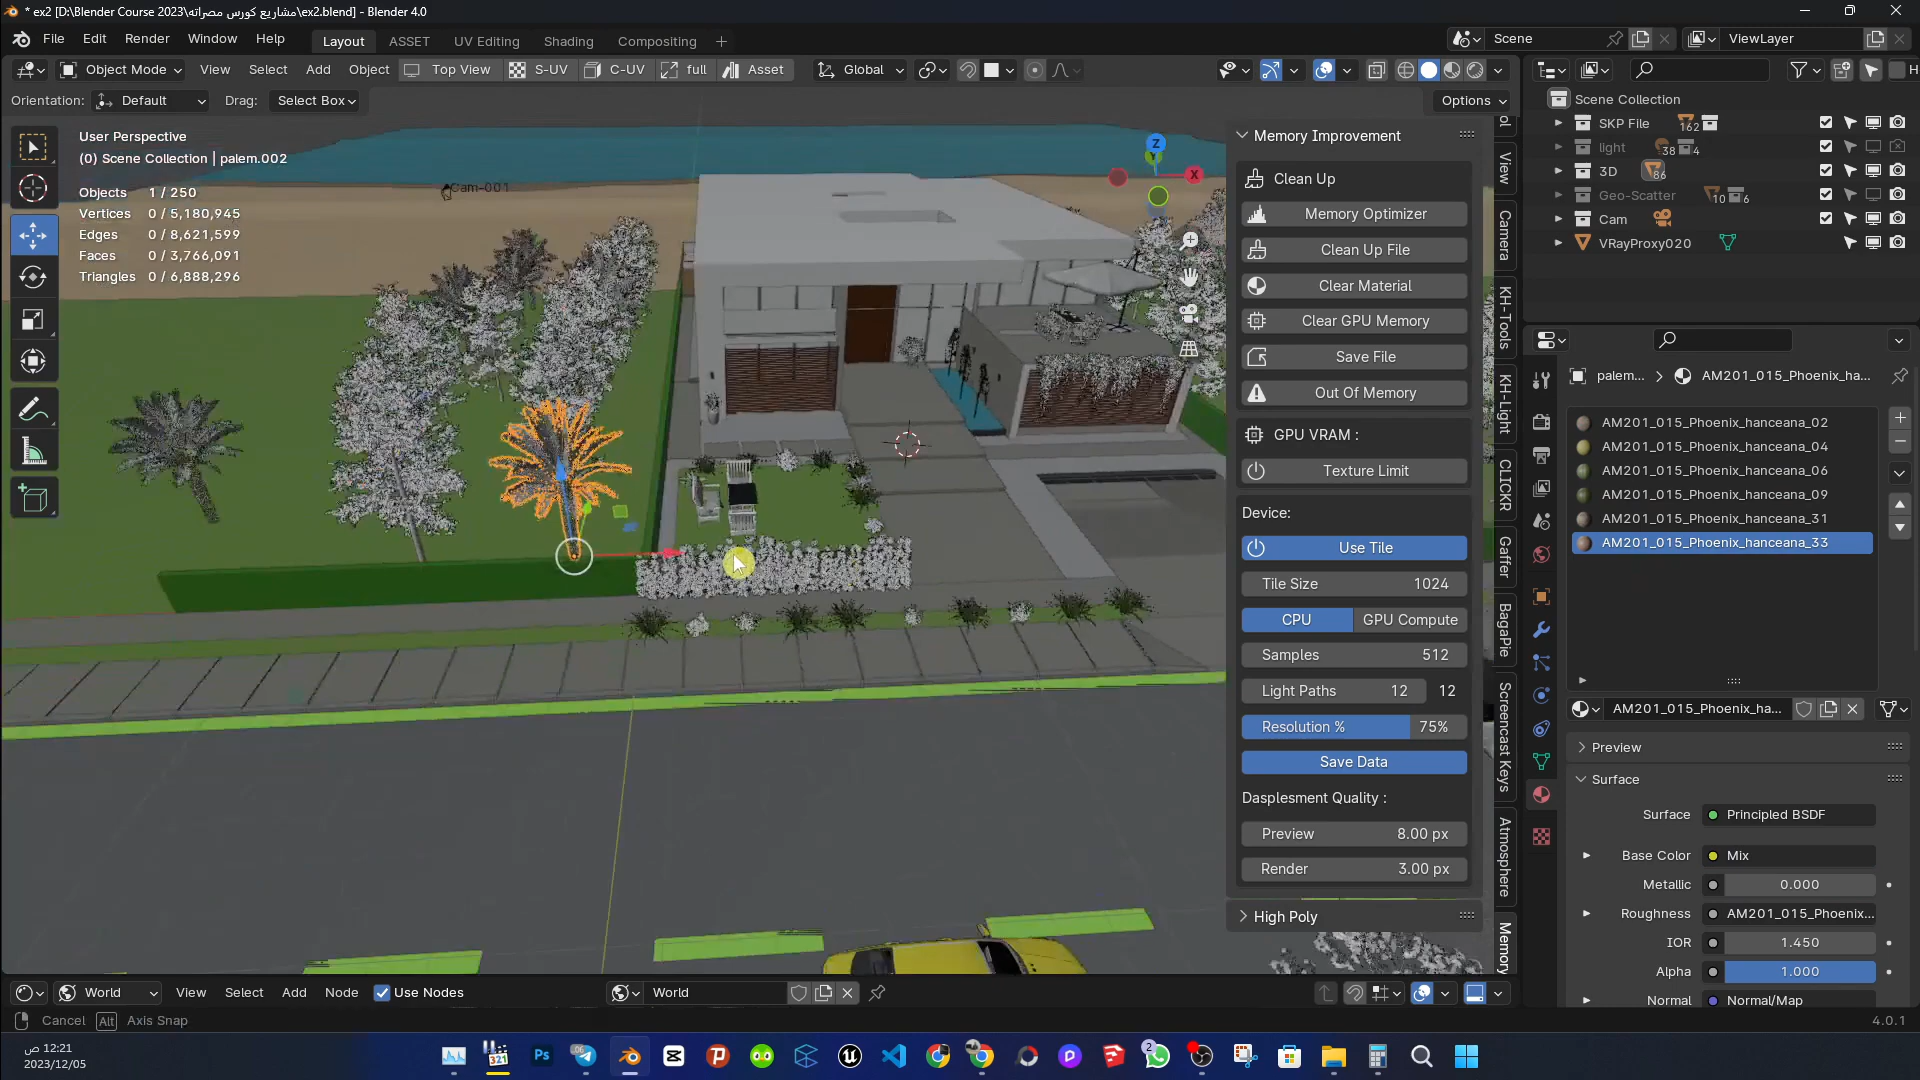 * ex2 [D:\Blender Course 2023\مشاريع كورس مصراته\ex2.blend] - Blender 4.0
File Edit Render Window Help
Layout ASSET UV Editing Shading Compositing
Scene ViewLayer
Object Mode View Select Add Object Top View S-UV C-UV full Asset Global
Orientation: Default Drag: Select Box Options
User Perspective
(0) Scene Collection | palem.002
Objects 1 / 250
Vertices 0 / 5,180,945
Edges 0 / 8,621,599
Faces 0 / 3,766,091
Triangles 0 / 6,888,296
Cam-001
Z
X
Memory Improvement
Clean Up
Memory Optimizer
Clean Up File
Clear Material
Clear GPU Memory
Save File
Out Of Memory
GPU VRAM :
Texture Limit
Device:
Use Tile
Tile Size 1024
CPU GPU Compute
Samples 512
Light Paths 12 12
Resolution % 75%
Save Data
Dasplesment Quality :
Preview 8.00 px
Render 3.00 px
High Poly
View
Camera
KH-Tools
KH-Light
CLICKR
Gaffer
BagaPie
Screencast Keys
Atmosphere
Memory
Scene Collection
SKP File 162
light 38 4
3D 86
Geo-Scatter 10 6
Cam
VRayProxy020
palem... > AM201_015_Phoenix_ha...
AM201_015_Phoenix_hanceana_02
AM201_015_Phoenix_hanceana_04
AM201_015_Phoenix_hanceana_06
AM201_015_Phoenix_hanceana_09
AM201_015_Phoenix_hanceana_31
AM201_015_Phoenix_hanceana_33
AM201_015_Phoenix_ha...
Preview
Surface
Surface Principled BSDF
Base Color Mix
Metallic 0.000
Roughness AM201_015_Phoenix...
IOR 1.450
Alpha 1.000
Normal Normal/Map
World View Select Add Node Use Nodes World
Cancel Alt Axis Snap
4.0.1
12:21 ص
2023/12/05
321
Ps
06
2